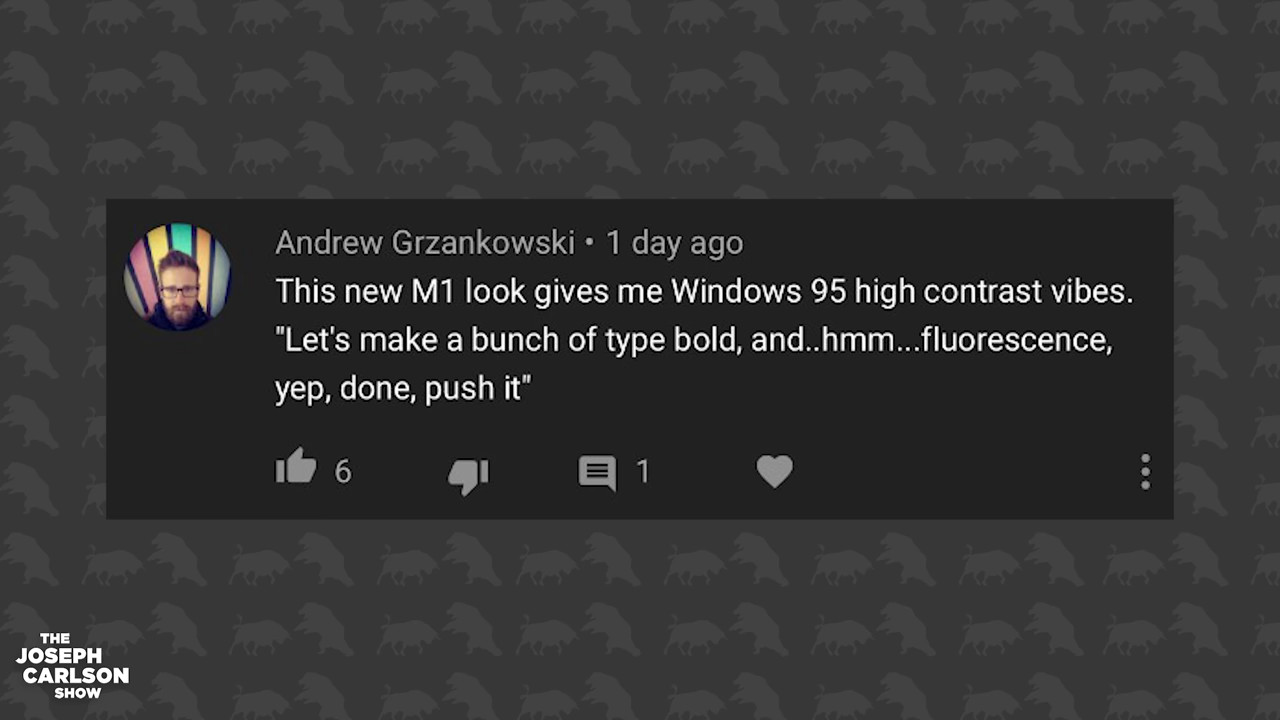 Andrew Grzankowski • 1 day ago
This new M1 look gives me Windows 95 high contrast vibes.
"Let's make a bunch of type bold, and..hmm...fluorescence,
yep, done, push it"
6
1
THE
JOSEPH
CARLSON
SHOW